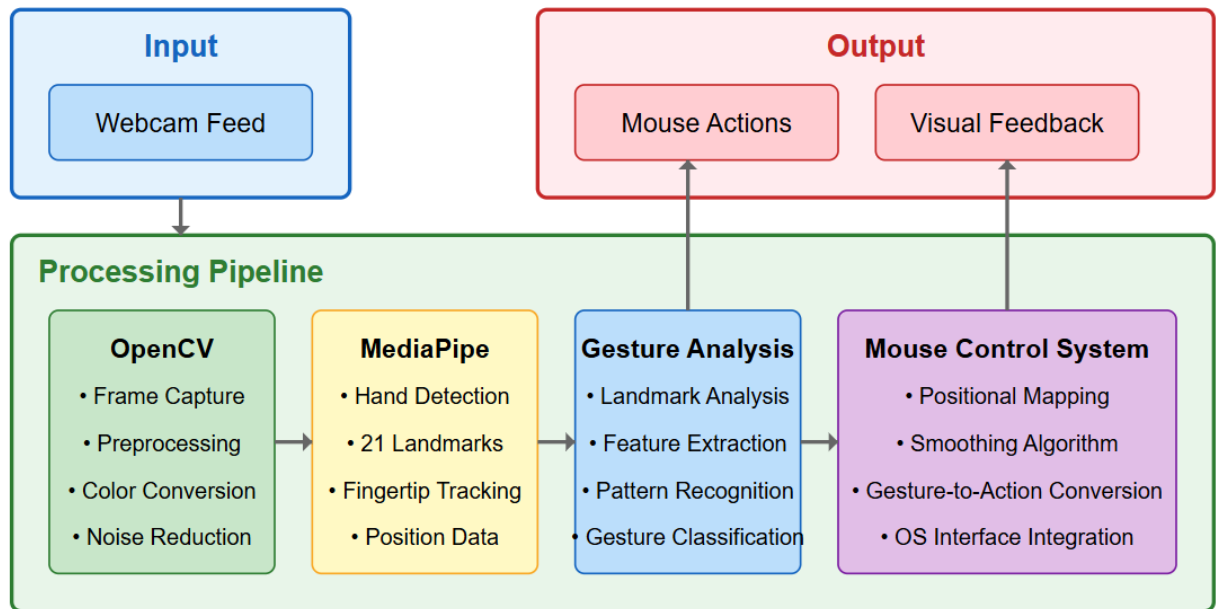 Input
Webcam Feed
Output
Mouse Actions
Visual Feedback
Processing Pipeline
OpenCV
• Frame Capture
• Preprocessing
• Color Conversion
• Noise Reduction
MediaPipe
• Hand Detection
• 21 Landmarks
• Fingertip Tracking
• Position Data
Gesture Analysis
• Landmark Analysis
• Feature Extraction
• Pattern Recognition
• Gesture Classification
Mouse Control System
• Positional Mapping
• Smoothing Algorithm
• Gesture-to-Action Conversion
• OS Interface Integration